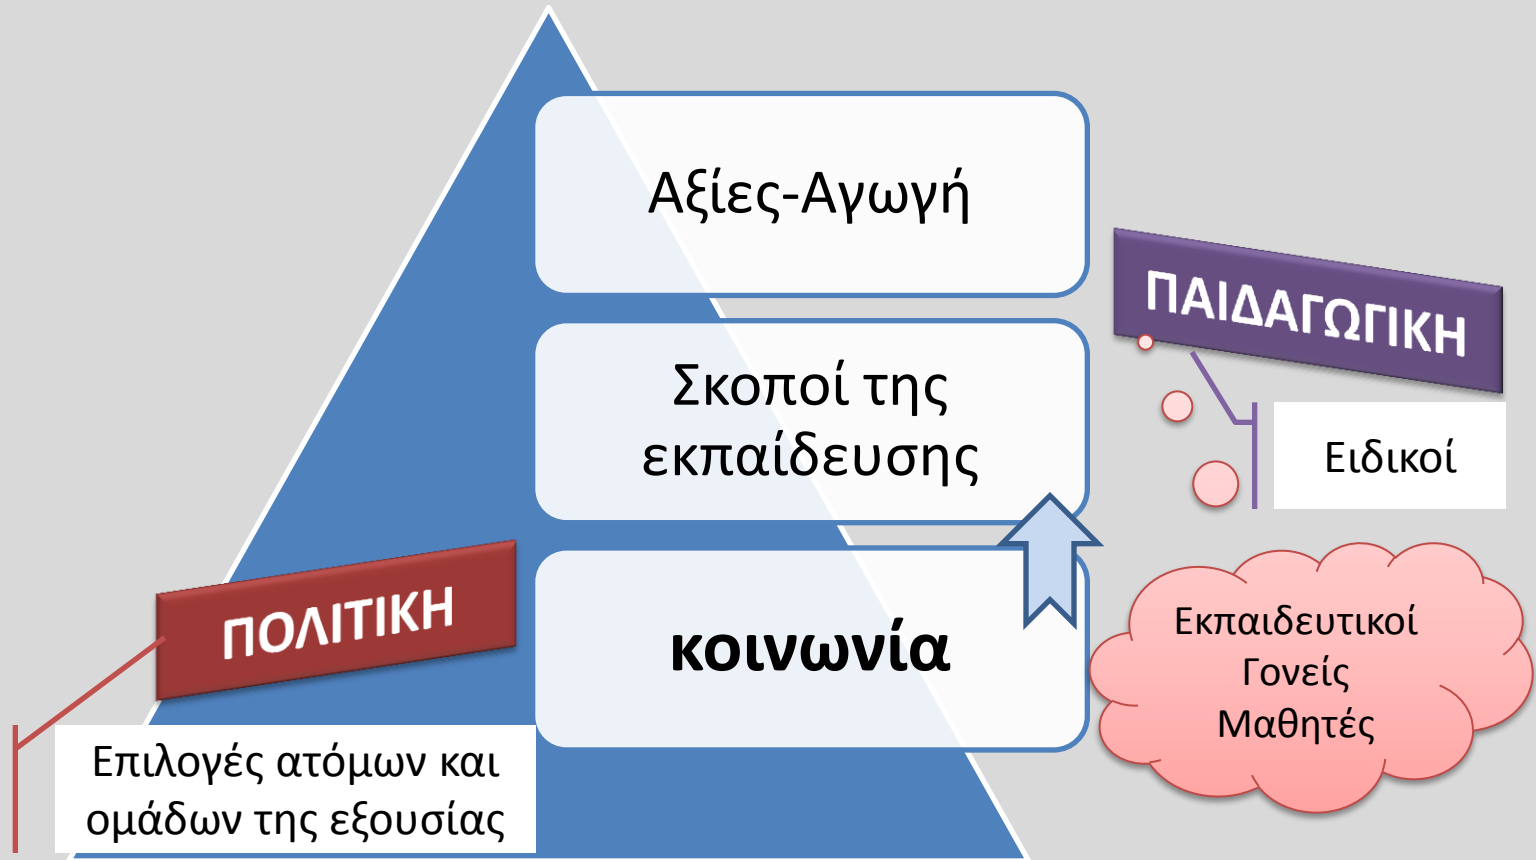 Αξίες-Αγωγή
ΠΑΙΔΑΓΩΓΙΚΗ
Σκοποί της
εκπαίδευσης
Ειδικοί
ΠΟΛΙΤΙΚΗ
κοινωνία
Εκπαιδευτικοί
Γονείς
Μαθητές
Επιλογές ατόμων και
ομάδων της εξουσίας